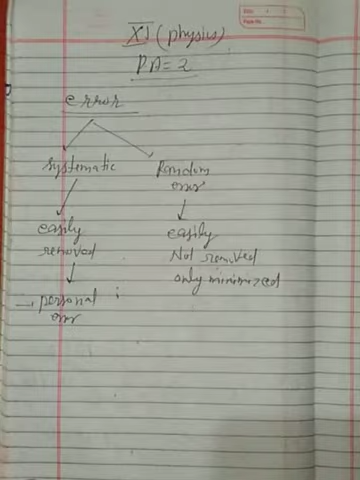 XI (physics)
PA = 2
error
systematic
Random
error
easily
removed
easily
Not removed
only minimized
→ personal :
error